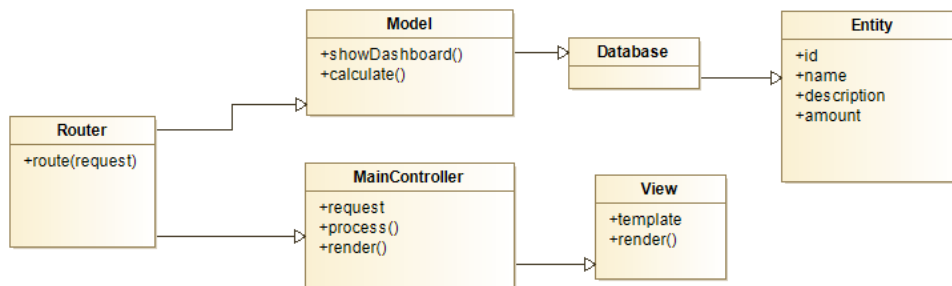 Model
+showDashboard()
+calculate()
Database
Entity
+id
+name
+description
+amount
Router
+route(request)
MainController
+request
+process()
+render()
View
+template
+render()